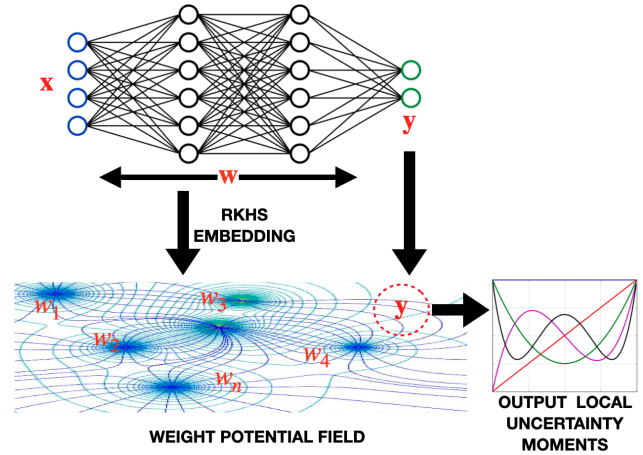 x
y
w
RKHS
EMBEDDING
w1
w3
y
w2
w4
wn
WEIGHT POTENTIAL FIELD
OUTPUT LOCAL
UNCERTAINTY
MOMENTS